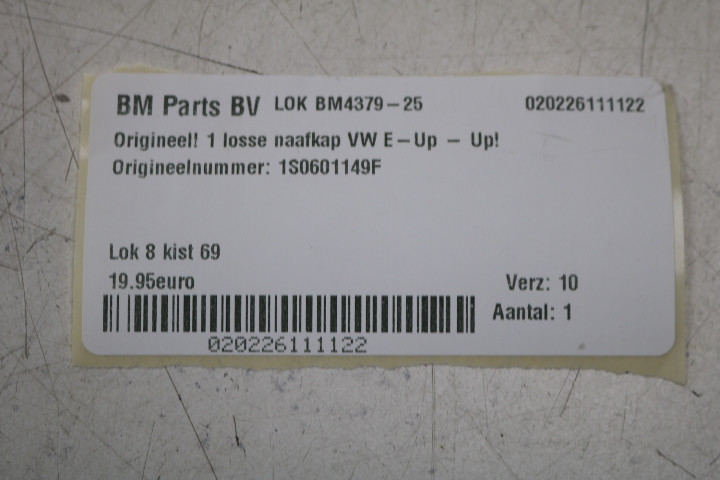 BM Parts BV LOK BM4379-25 020226111122
Origineel! 1 losse naafkap VW E-Up - Up!
Origineelnummer: 1S0601149F
Lok 8 kist 69
19.95euro Verz: 10
Aantal: 1
020226111122